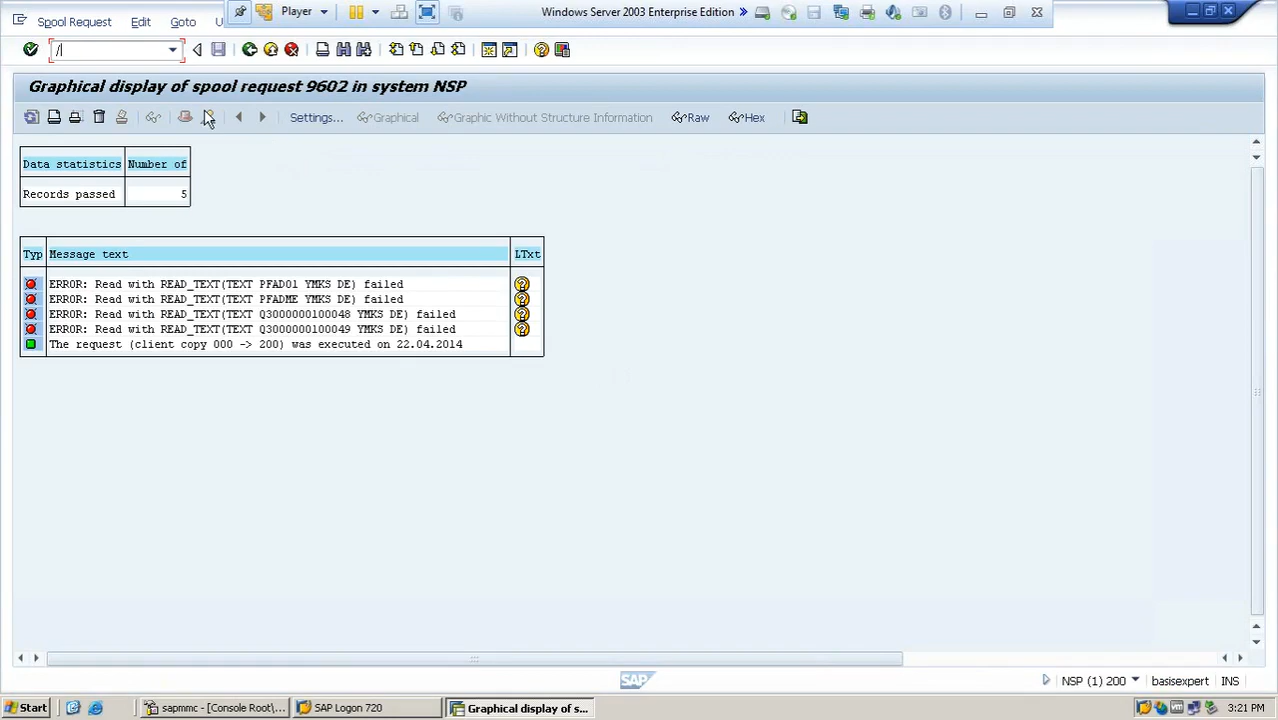 Player
Windows Server 2003 Enterprise Edition
Spool Request Edit Goto U
/
Graphical display of spool request 9602 in system NSP
Settings... Graphical Graphic Without Structure Information Raw Hex
Data statistics Number of
Records passed 5
Typ Message text LTxt
ERROR: Read with READ_TEXT(TEXT PFAD01 YMKS DE) failed
ERROR: Read with READ_TEXT(TEXT PFADME YMKS DE) failed
ERROR: Read with READ_TEXT(TEXT Q3000000100048 YMKS DE) failed
ERROR: Read with READ_TEXT(TEXT Q3000000100049 YMKS DE) failed
The request (client copy 000 -> 200) was executed on 22.04.2014
SAP
NSP (1) 200 basisexpert INS
Start sapmmc - [Console Root\... SAP Logon 720 Graphical display of s... 3:21 PM